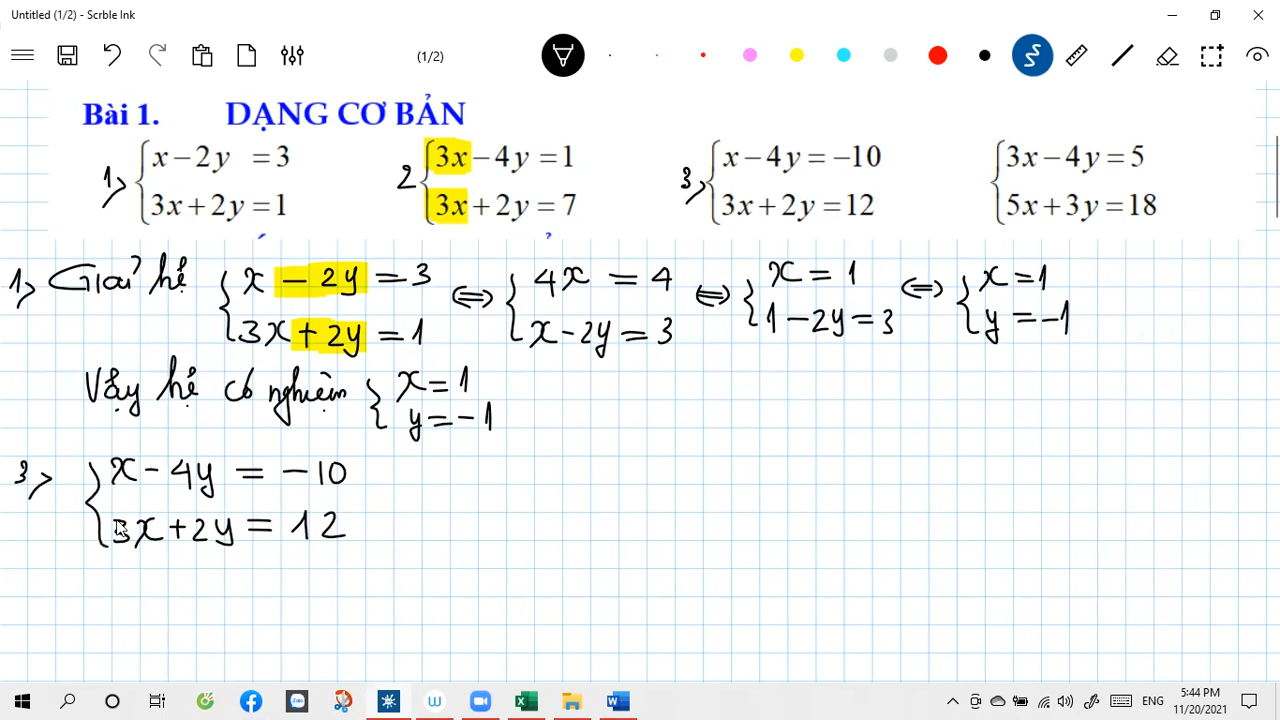 Untitled (1/2) - Scrble Ink
(1/2)
Bài 1. DẠNG CƠ BẢN
1, { x − 2y = 3 2 { 3x − 4y = 1 3, { x − 4y = −10 { 3x − 4y = 5
3x + 2y = 1 3x + 2y = 7 3x + 2y = 12 5x + 3y = 18
1, Giải hệ { x − 2y = 3 ⇔ { 4x = 4 ⇔ { x = 1 ⇔ { x = 1
3x + 2y = 1 x - 2y = 3 1 − 2y = 3 y = −1
Vậy hệ có nghiệm { x = 1
y = −1
3, { x − 4y = −10
3x + 2y = 12
Zalo
W
ENG
5:44 PM
11/20/2021